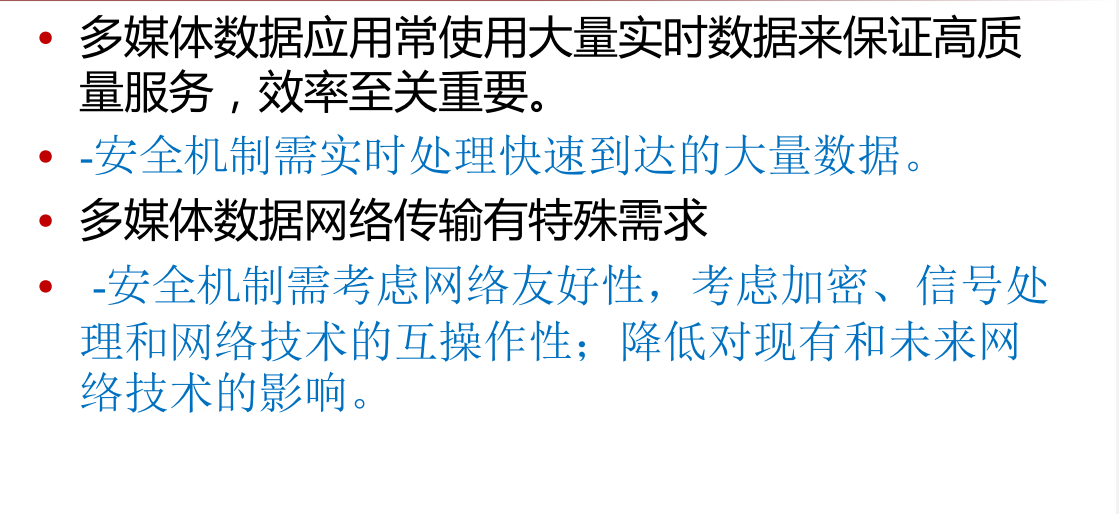 • 多媒体数据应用常使用大量实时数据来保证高质
量服务，效率至关重要。
• -安全机制需实时处理快速到达的大量数据。
• 多媒体数据网络传输有特殊需求
• -安全机制需考虑网络友好性，考虑加密、信号处
理和网络技术的互操作性；降低对现有和未来网
络技术的影响。